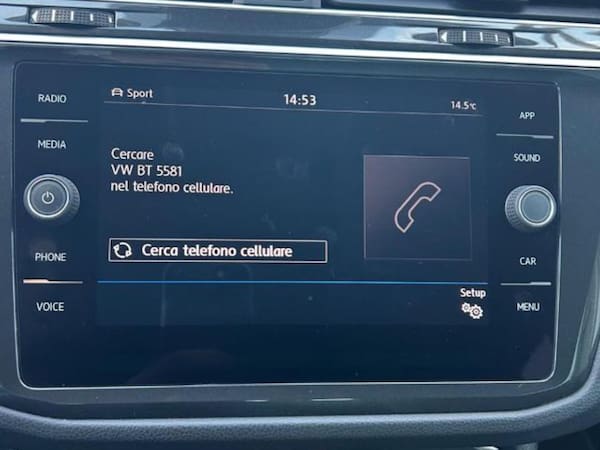 RADIO
MEDIA
PHONE
VOICE
Sport
14:53
14.5°C
Cercare
VW BT 5581
nel telefono cellulare.
Cerca telefono cellulare
Setup
APP
SOUND
CAR
MENU